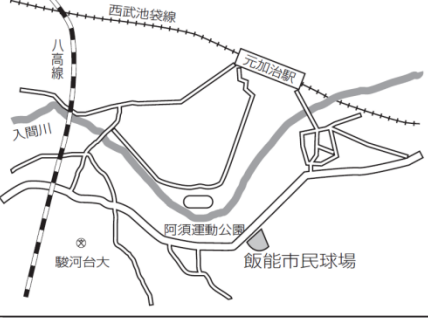 西武池袋線
八高線
元加治駅
入間川
阿須運動公園
駿河台大
飯能市民球場